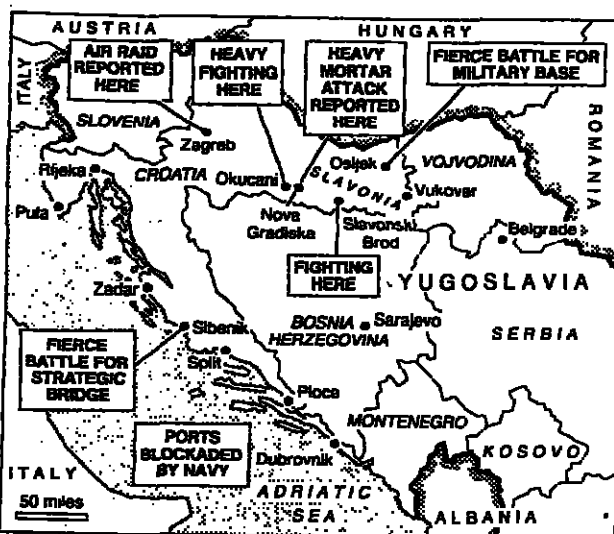 AUSTRIA
HUNGARY
AIR RAID
REPORTED
HERE
HEAVY
FIGHTING
HERE
HEAVY
MORTAR
ATTACK
REPORTED
HERE
FIERCE BATTLE FOR
MILITARY BASE
ITALY
ROMANIA
SLOVENIA
Zagreb
CROATIA
Rijeka
Pula
Okucani
Nova
Gradiska
Osijek
SLAVONIA
VOJVODINA
Vukovar
Slavonski
Brod
Belgrade
FIGHTING
HERE
YUGOSLAVIA
Zadar
Sibenik
BOSNIA
HERZEGOVINA
Sarajevo
SERBIA
FIERCE
BATTLE FOR
STRATEGIC
BRIDGE
Split
Ploce
MONTENEGRO
KOSOVO
PORTS
BLOCKADED
BY NAVY
Dubrovnik
ITALY
50 miles
ADRIATIC
SEA
ALBANIA